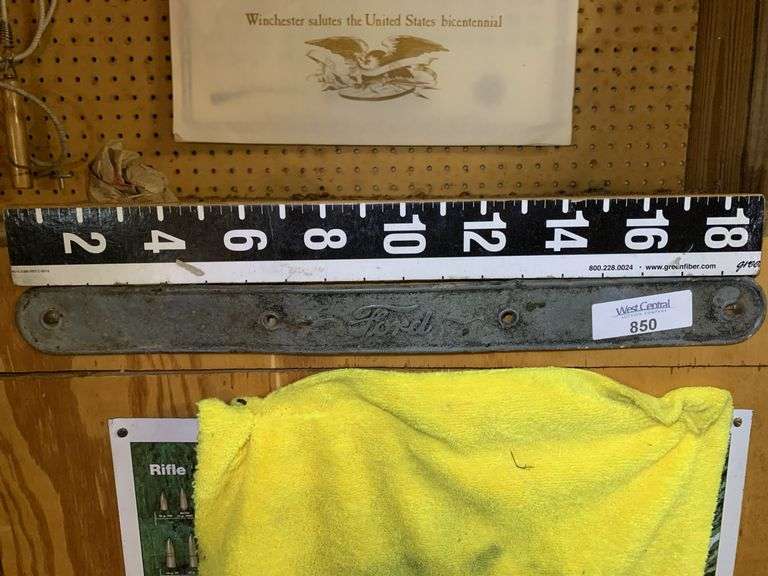 Winchester salutes the United States bicentennial
2 4 6 8 10 12 14 16 18
800.228.0024 • www.greenfiber.com
Ford
West Central
850
Rifle